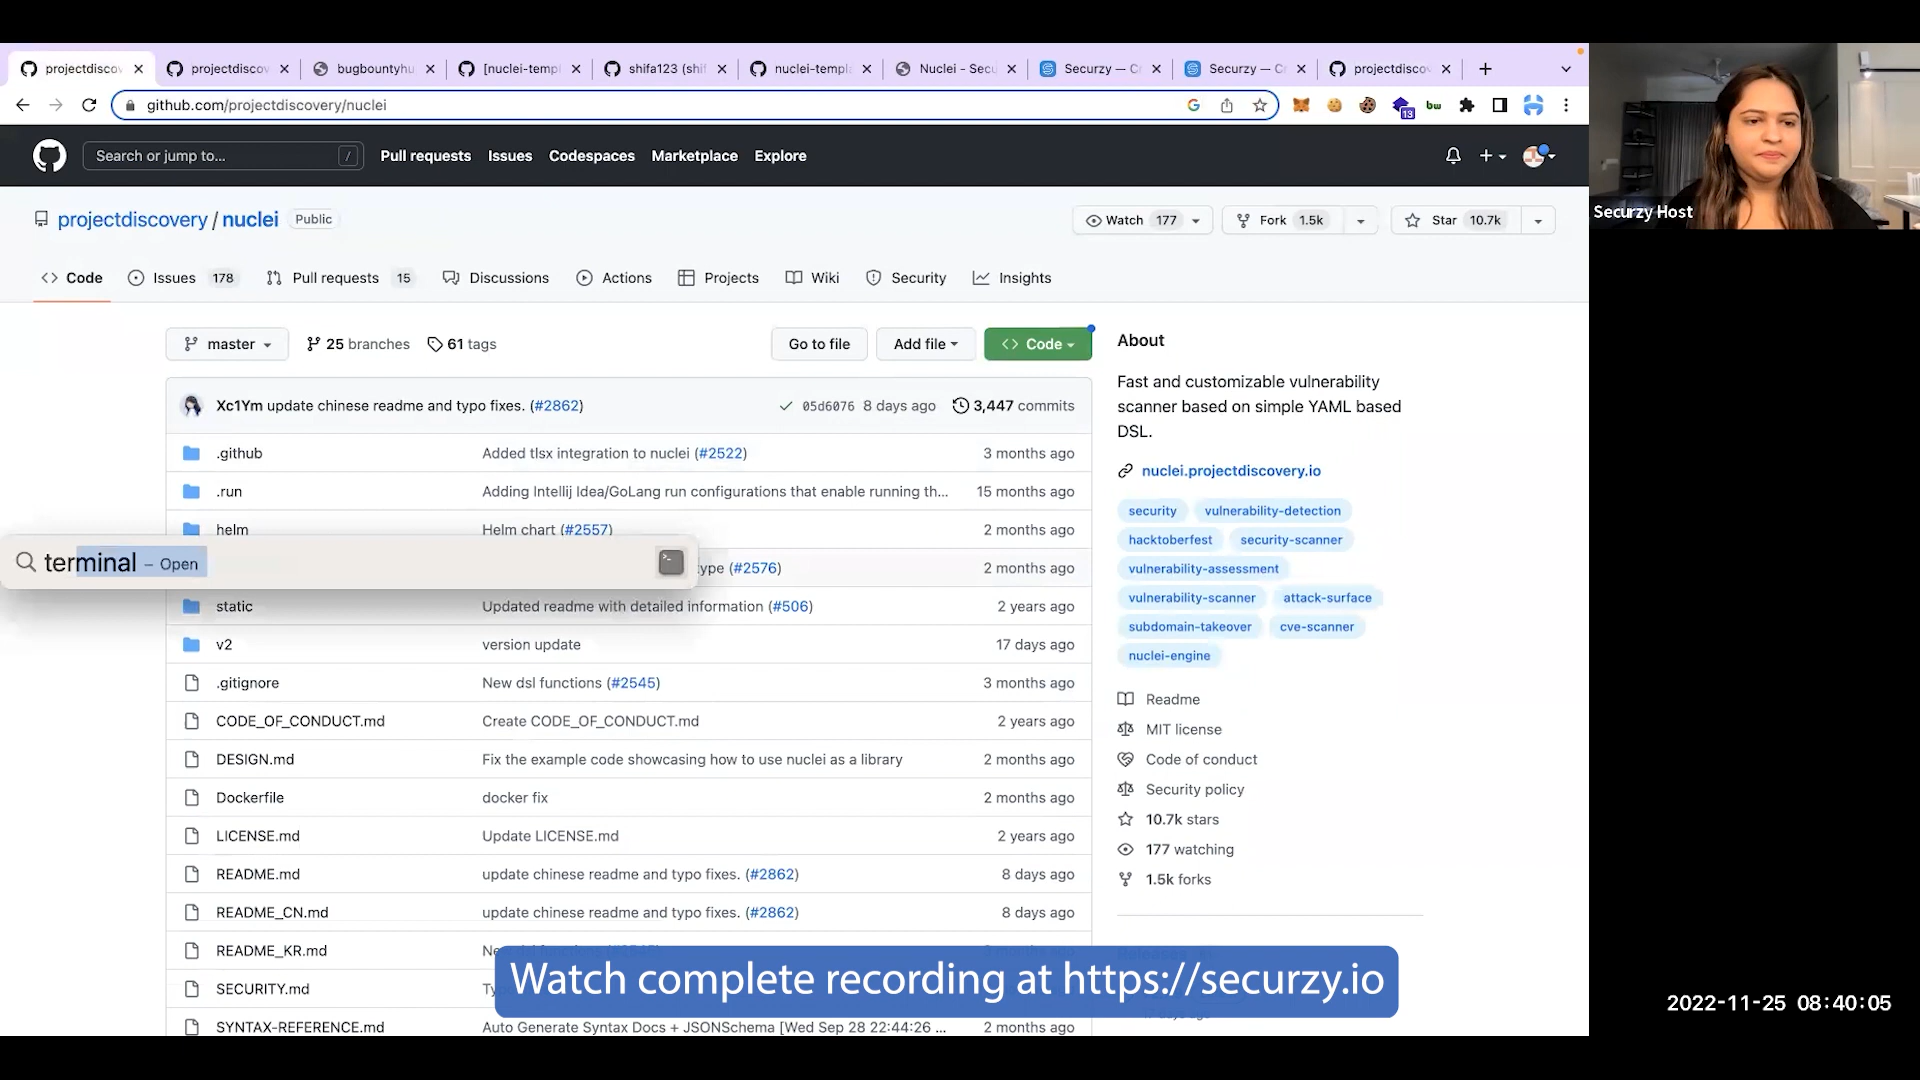 projectdiscov
projectdiscov
bugbountyhu
[nuclei-templ
shifa123 (shif
nuclei-templa
Nuclei - Secu
Securzy — Cr
Securzy — Cr
projectdiscov
github.com/projectdiscovery/nuclei
13
bw
Search or jump to... /
Pull requests Issues Codespaces Marketplace Explore
projectdiscovery / nuclei Public
Watch 177 Fork 1.5k Star 10.7k
Securzy Host
Code Issues 178 Pull requests 15 Discussions Actions Projects Wiki Security Insights
master 25 branches 61 tags Go to file Add file Code
Xc1Ym update chinese readme and typo fixes. (#2862) 05d6076 8 days ago 3,447 commits
.github Added tlsx integration to nuclei (#2522) 3 months ago
.run Adding Intellij Idea/GoLang run configurations that enable running th... 15 months ago
helm Helm chart (#2557) 2 months ago
terminal – Open
ype (#2576) 2 months ago
static Updated readme with detailed information (#506) 2 years ago
v2 version update 17 days ago
.gitignore New dsl functions (#2545) 3 months ago
CODE_OF_CONDUCT.md Create CODE_OF_CONDUCT.md 2 years ago
DESIGN.md Fix the example code showcasing how to use nuclei as a library 2 months ago
Dockerfile docker fix 2 months ago
LICENSE.md Update LICENSE.md 2 years ago
README.md update chinese readme and typo fixes. (#2862) 8 days ago
README_CN.md update chinese readme and typo fixes. (#2862) 8 days ago
README_KR.md
SECURITY.md
SYNTAX-REFERENCE.md Auto Generate Syntax Docs + JSONSchema [Wed Sep 28 22:44:26 ... 2 months ago
About
Fast and customizable vulnerability
scanner based on simple YAML based
DSL.
nuclei.projectdiscovery.io
security vulnerability-detection
hacktoberfest security-scanner
vulnerability-assessment
vulnerability-scanner attack-surface
subdomain-takeover cve-scanner
nuclei-engine
Readme
MIT license
Code of conduct
Security policy
10.7k stars
177 watching
1.5k forks
Watch complete recording at https://securzy.io
2022-11-25 08:40:05